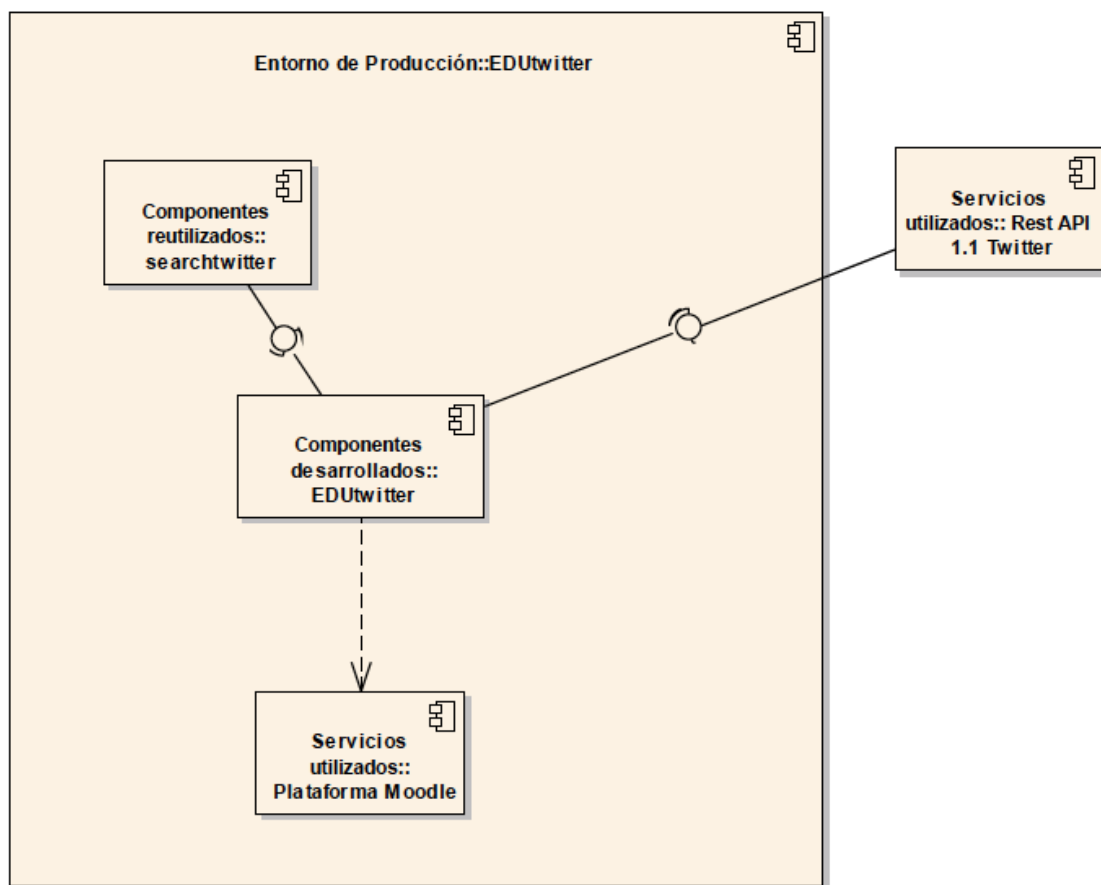 Entorno de Producción::EDUtwitter
Componentes
reutilizados::
searchtwitter
Servicios
utilizados:: Rest API
1.1 Twitter
Componentes
desarrollados::
EDUtwitter
Servicios
utilizados::
Plataforma Moodle